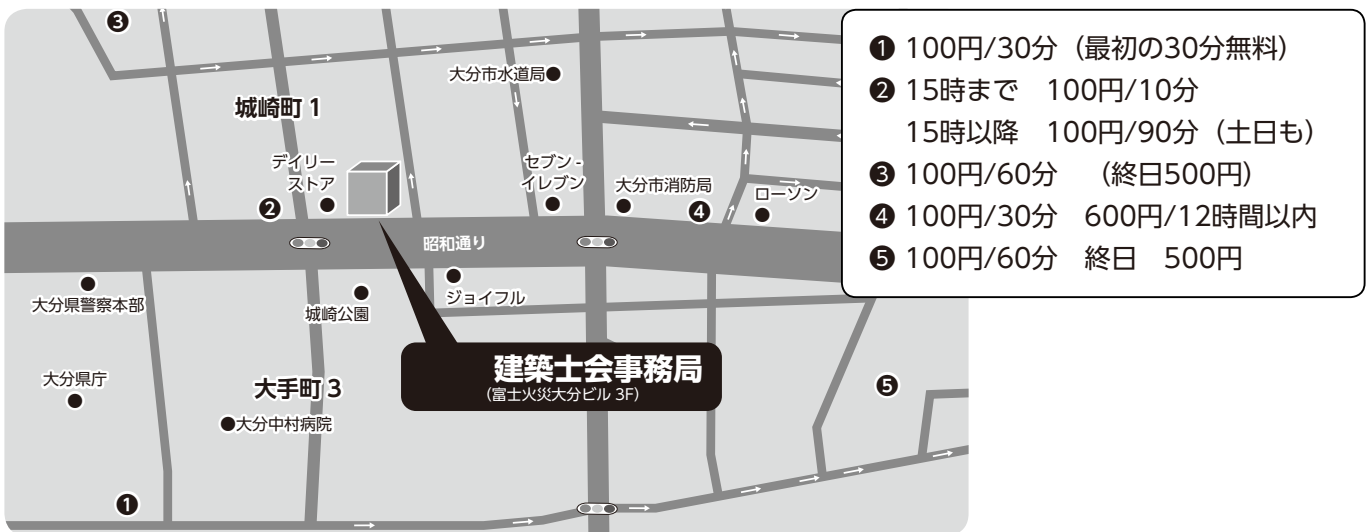 ❸
大分市水道局
城崎町 1
デイリー
ストア
セブン-
イレブン
大分市消防局
ローソン
❷
❹
昭和通り
大分県警察本部
城崎公園
ジョイフル
建築士会事務局
(富士火災大分ビル 3F)
大分県庁
大手町 3
❺
大分中村病院
❶
❶ 100円/30分（最初の30分無料）
❷ 15時まで　100円/10分
15時以降　100円/90分（土日も）
❸ 100円/60分　（終日500円）
❹ 100円/30分　600円/12時間以内
❺ 100円/60分　終日　500円